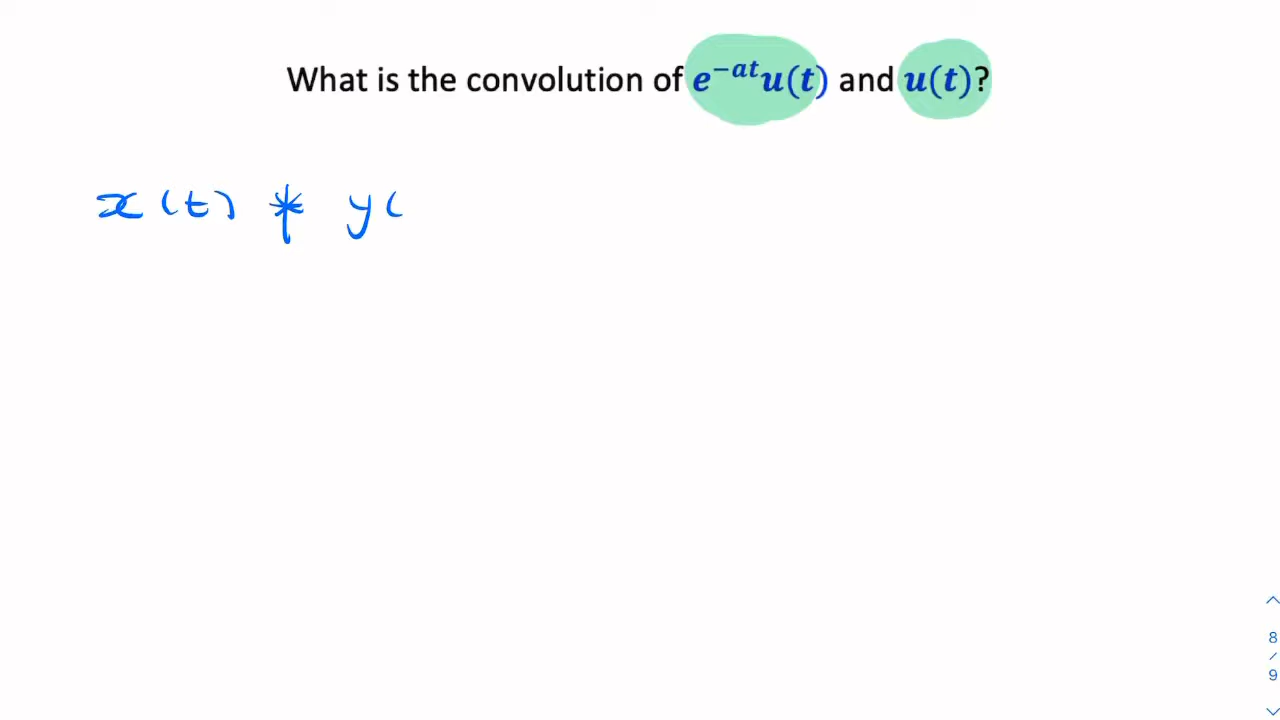 What is the convolution of e^{-at}u(t) and u(t)?
x(t) * y(
8
/
9